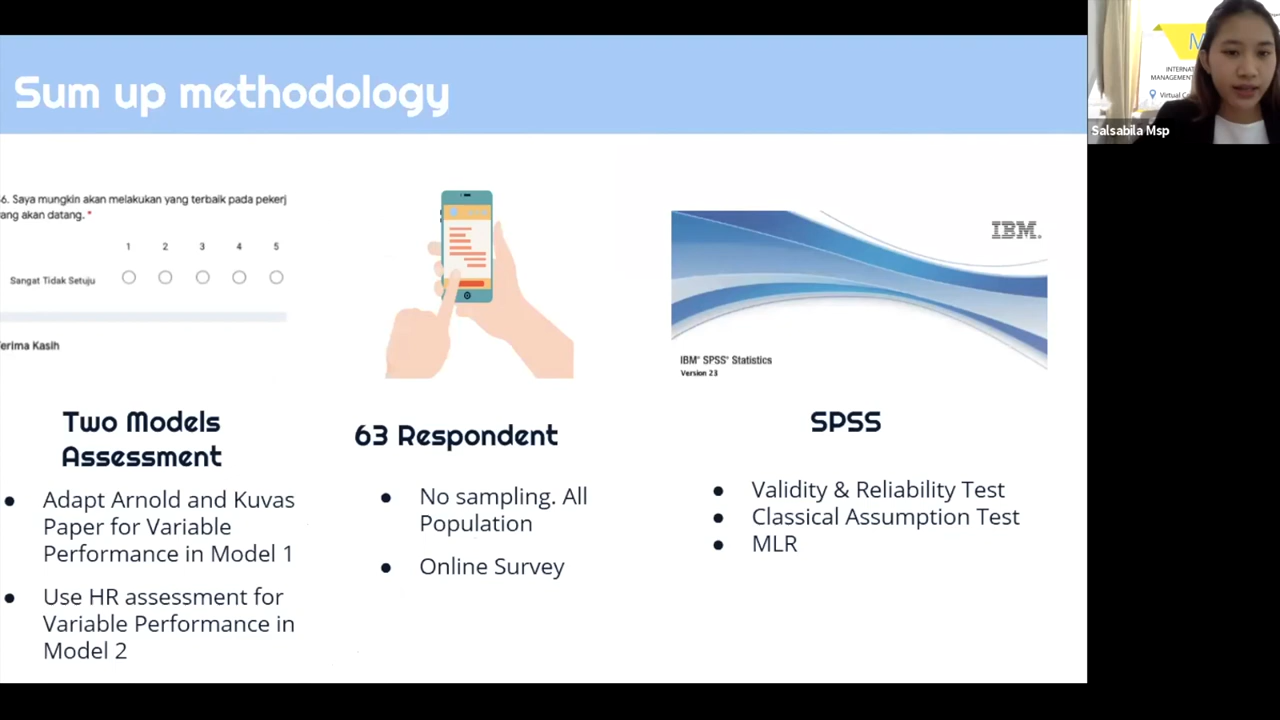 Sum up methodology
6. Saya mungkin akan melakukan yang terbaik pada pekerj
ang akan datang. *
1 2 3 4 5
Sangat Tidak Setuju
erima Kasih
Two Models
Assessment
● Adapt Arnold and Kuvas
Paper for Variable
Performance in Model 1
● Use HR assessment for
Variable Performance in
Model 2
63 Respondent
● No sampling. All
Population
● Online Survey
IBM®
IBM® SPSS® Statistics
Version 23
SPSS
● Validity & Reliability Test
● Classical Assumption Test
● MLR
M
INTERNAT
MANAGEMENT
Virtual C
Salsabila Msp